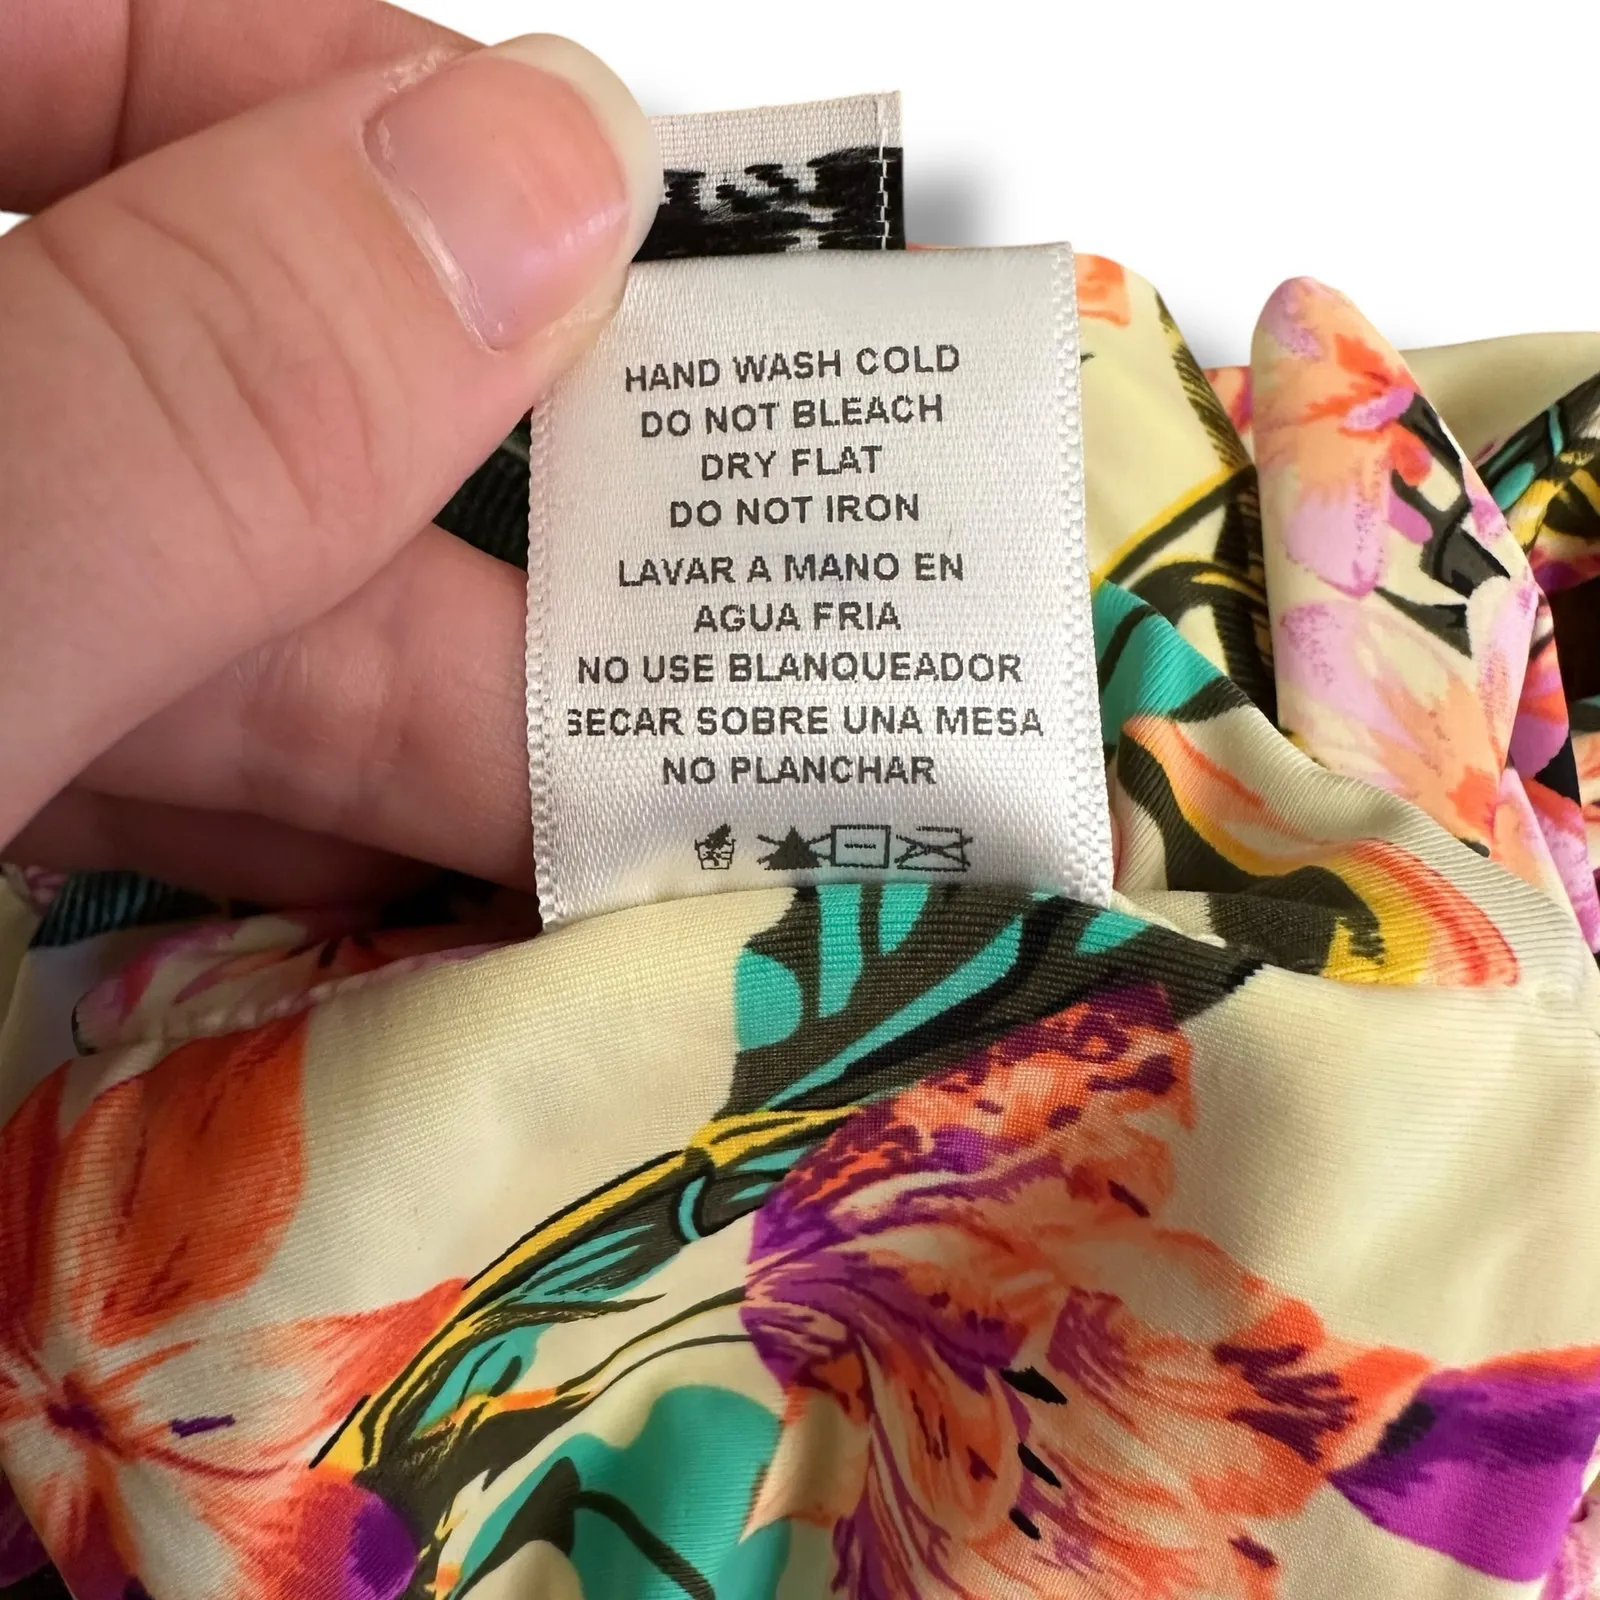 HAND WASH COLD
DO NOT BLEACH
DRY FLAT
DO NOT IRON
LAVAR A MANO EN
AGUA FRIA
NO USE BLANQUEADOR
SECAR SOBRE UNA MESA
NO PLANCHAR